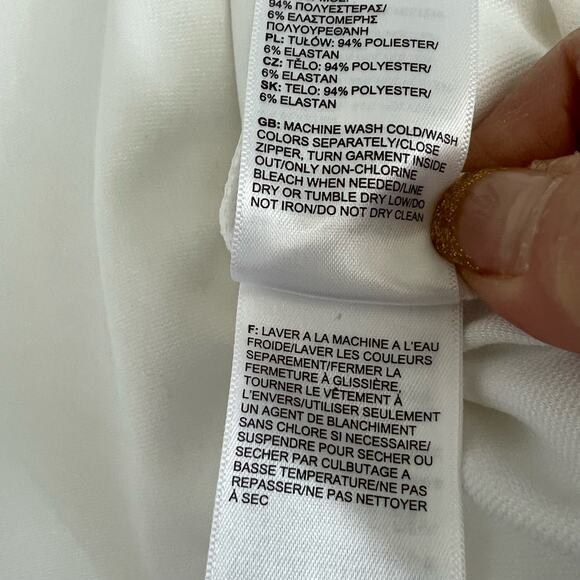 94% ΠΟΛΥΕΣΤΕΡΑΣ/
6% ΕΛΑΣΤΟΜΕΡΗΣ
ΠΟΛΥΟΥΡΕΘΑΝΗ
PL: TUŁÓW: 94% POLIESTER/
6% ELASTAN
CZ: TĚLO: 94% POLYESTER/
6% ELASTAN
SK: TELO: 94% POLYESTER/
6% ELASTAN
GB: MACHINE WASH COLD/WASH
COLORS SEPARATELY/CLOSE
ZIPPER, TURN GARMENT INSIDE
OUT/ONLY NON-CHLORINE
BLEACH WHEN NEEDED/LINE
DRY OR TUMBLE DRY LOW/DO
NOT IRON/DO NOT DRY CLEAN
F: LAVER A LA MACHINE A L'EAU
FROIDE/LAVER LES COULEURS
SEPAREMENT/FERMER LA
FERMETURE À GLISSIÈRE,
TOURNER LE VÊTEMENT À
L'ENVERS/UTILISER SEULEMENT
UN AGENT DE BLANCHIMENT
SANS CHLORE SI NECESSAIRE/
SUSPENDRE POUR SECHER OU
SECHER PAR CULBUTAGE A
BASSE TEMPERATURE/NE PAS
REPASSER/NE PAS NETTOYER
À SEC